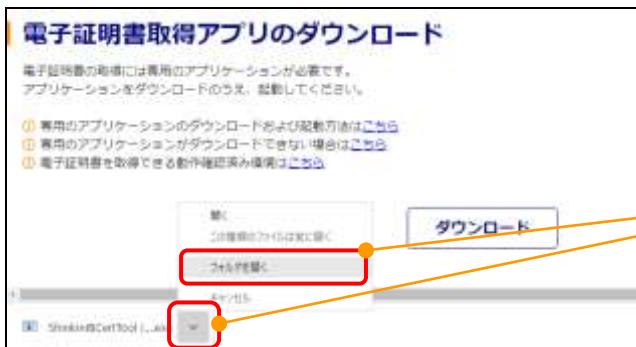 電子証明書取得アプリのダウンロード
電子証明書の取得には専用のアプリケーションが必要です。
アプリケーションをダウンロードのうえ、起動してください。
① 専用のアプリケーションのダウンロードおよび起動方法はこちら
① 専用のアプリケーションがダウンロードできない場合はこちら
① 電子証明書を取得できる動作確認済み環境はこちら
開く
この種類のファイルは常に開く
ダウンロード
フォルダを開く
キャンセル
ShinkinIBCertTool (....exe